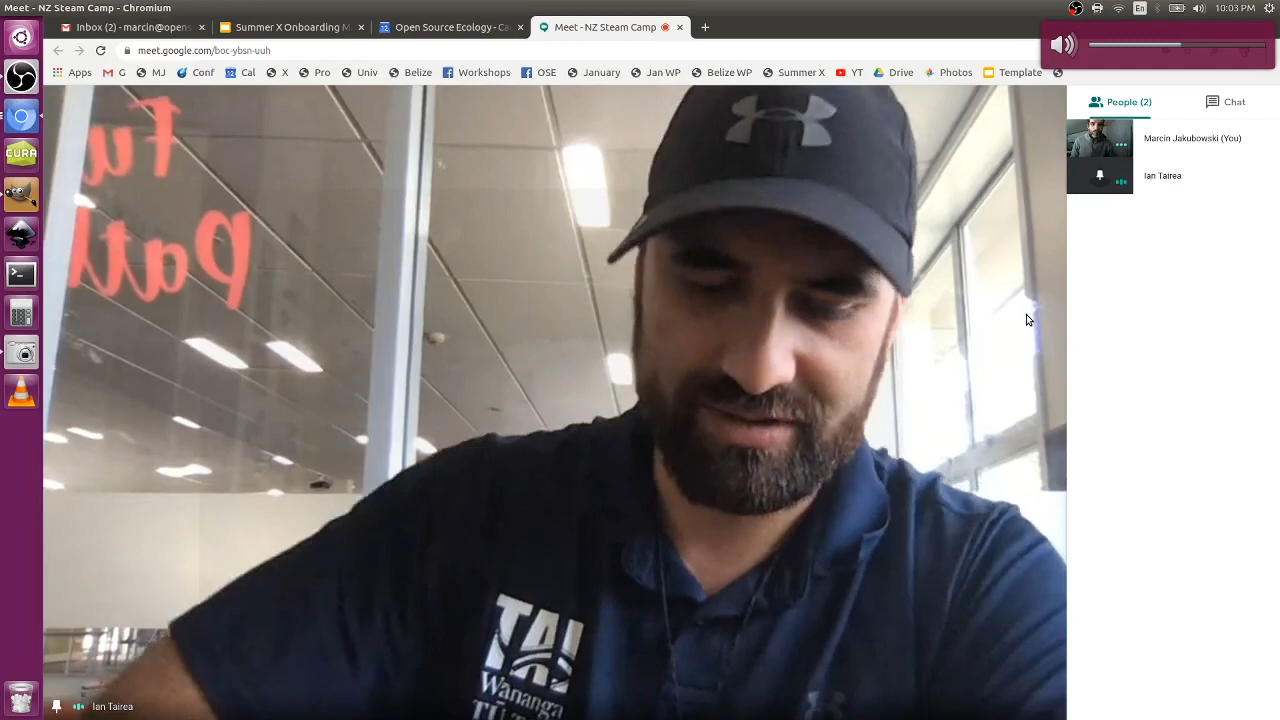 Meet - NZ Steam Camp - Chromium
En
10:03 PM
Inbox (2) - marcin@opens
Summer X Onboarding M
Open Source Ecology - Ca
Meet - NZ Steam Camp
meet.google.com/boc-ybsn-uuh
Apps
G
MJ
Conf
Cal
Pro
Univ
Belize
Workshops
OSE
January
Jan WP
Belize WP
Summer X
YT
Drive
Photos
Template
People (2)
Chat
Marcin Jakubowski (You)
Ian Tairea
CURA
Fu
Path
TAI
Wānanga
TŪ T
Ian Tairea